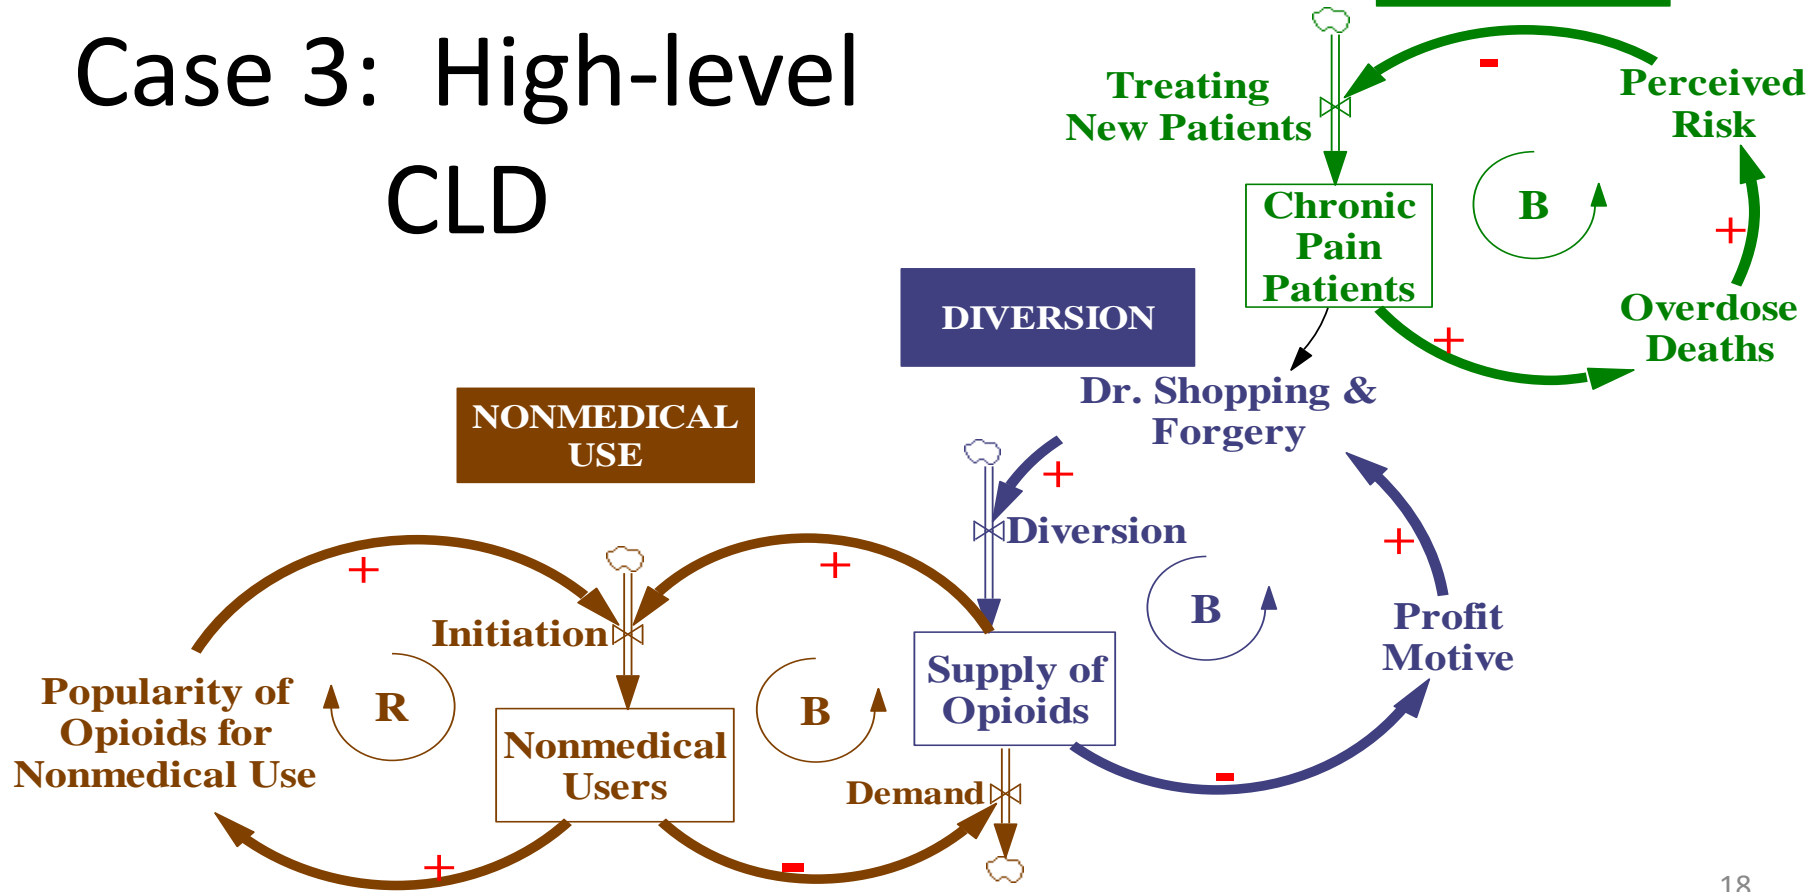 Case 3: High-level
CLD
Treating
New Patients
-
Perceived
Risk
Chronic
Pain
Patients
B
+
+
Overdose
Deaths
DIVERSION
Dr. Shopping &
Forgery
NONMEDICAL
USE
+
Diversion
+
B
Profit
Motive
+
+
Initiation
Supply of
Opioids
Popularity of
Opioids for
Nonmedical Use
R
B
Nonmedical
Users
Demand
-
+
-
18